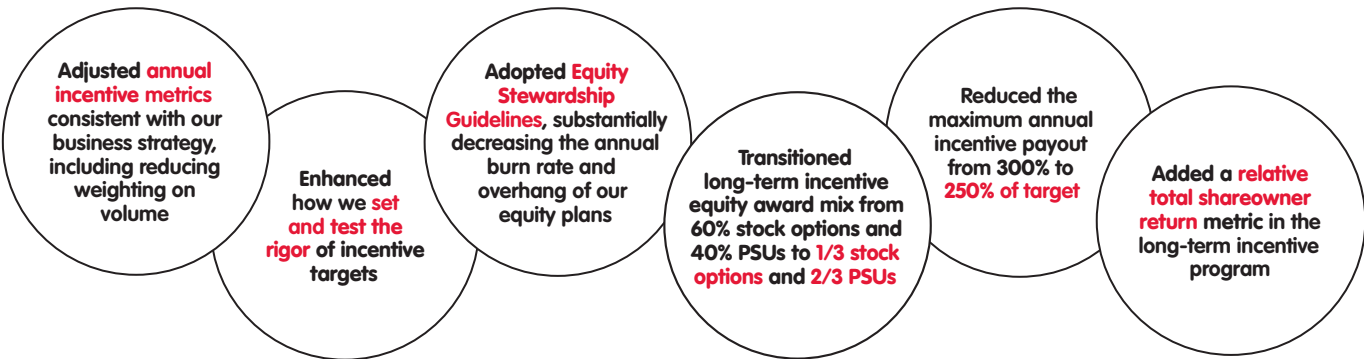 Adjusted annual
incentive metrics
consistent with our
business strategy,
including reducing
weighting on
volume
Enhanced
how we set
and test the
rigor of incentive
targets
Adopted Equity
Stewardship
Guidelines, substantially
decreasing the annual
burn rate and
overhang of our
equity plans
Transitioned
long-term incentive
equity award mix from
60% stock options and
40% PSUs to 1/3 stock
options and 2/3 PSUs
Reduced the
maximum annual
incentive payout
from 300% to
250% of target
Added a relative
total shareowner
return metric in the
long-term incentive
program